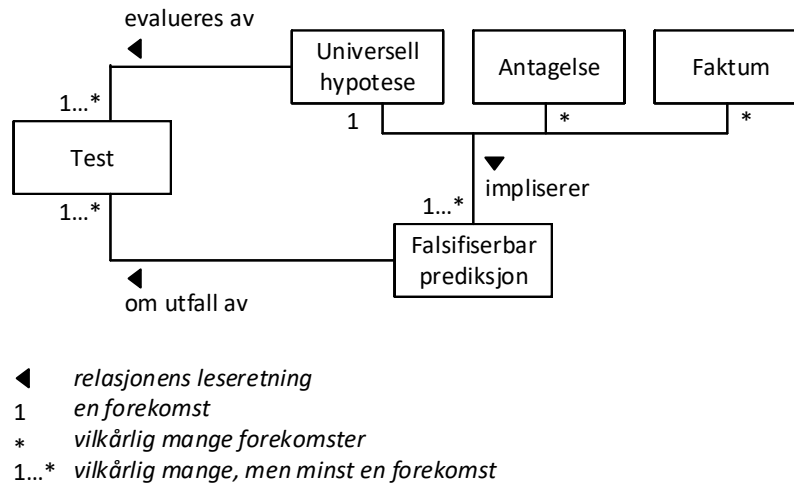 evalueres av
Universell
hypotese
Antagelse
Faktum
1...*
1
*
*
Test
impliserer
1...*
1...*
Falsifiserbar
prediksjon
om utfall av
relasjonens leseretning
1 en forekomst
* vilkårlig mange forekomster
1...* vilkårlig mange, men minst en forekomst